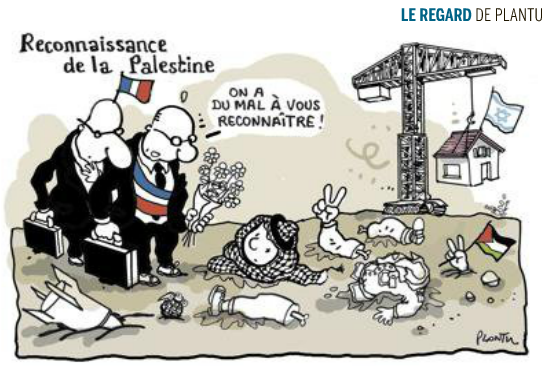 LE REGARD DE PLANTU
Reconnaissance
de la Palestine
ON A
DU MAL À VOUS
RECONNAÎTRE !
PLANTU